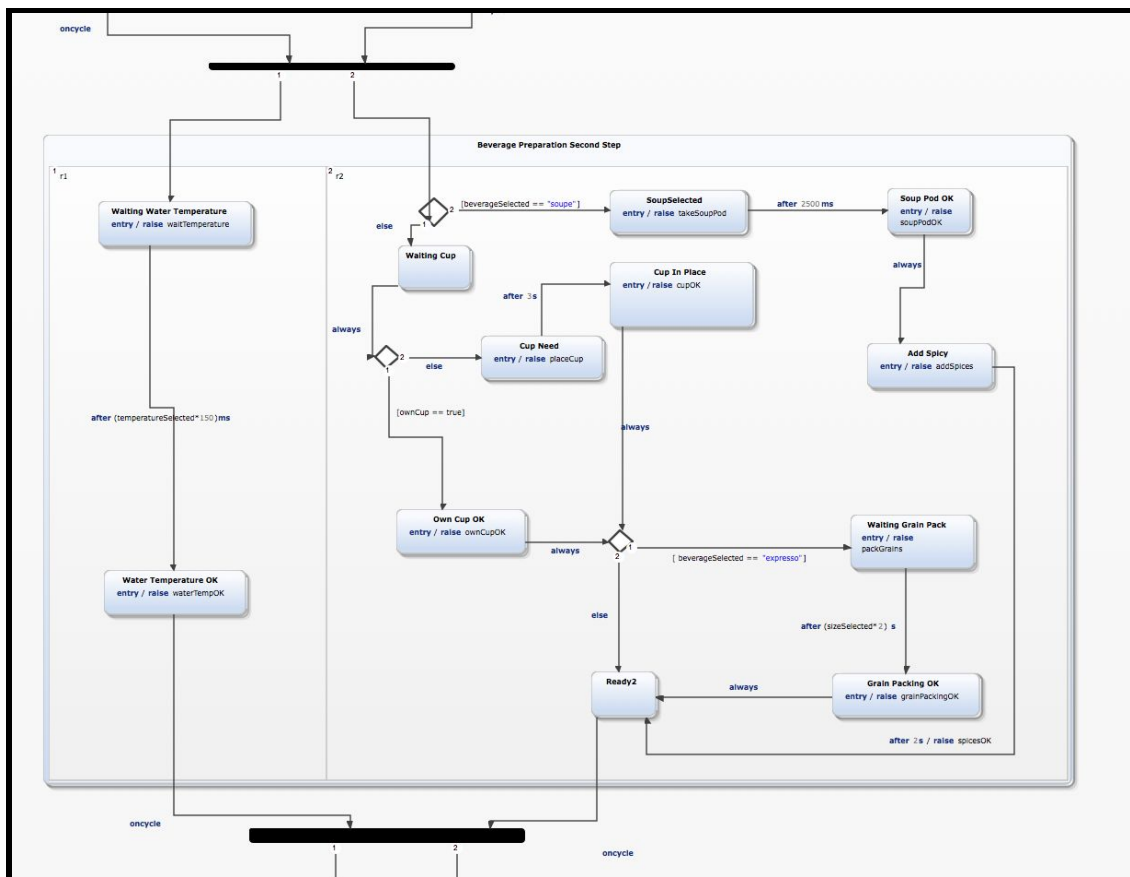 oncycle
1
2
Beverage Preparation Second Step
1
r1
2
r2
Waiting Water Temperature
entry / raise waitTemperature
after (temperatureSelected*150)ms
Water Temperature OK
entry / raise waterTempOK
2
[beverageSelected == "soupe"]
SoupSelected
entry / raise takeSoupPod
after 2500 ms
Soup Pod OK
entry / raise
soupPodOK
else
1
Waiting Cup
always
Cup In Place
entry / raise cupOK
after 3s
always
Cup Need
entry / raise placeCup
2
else
1
Add Spicy
entry / raise addSpices
[ownCup == true]
always
Own Cup OK
entry / raise ownCupOK
always
1
2
[ beverageSelected == "expresso"]
Waiting Grain Pack
entry / raise
packGrains
else
after (sizeSelected*2) s
Ready2
always
Grain Packing OK
entry / raise grainPackingOK
after 2s / raise spicesOK
oncycle
1
2
oncycle